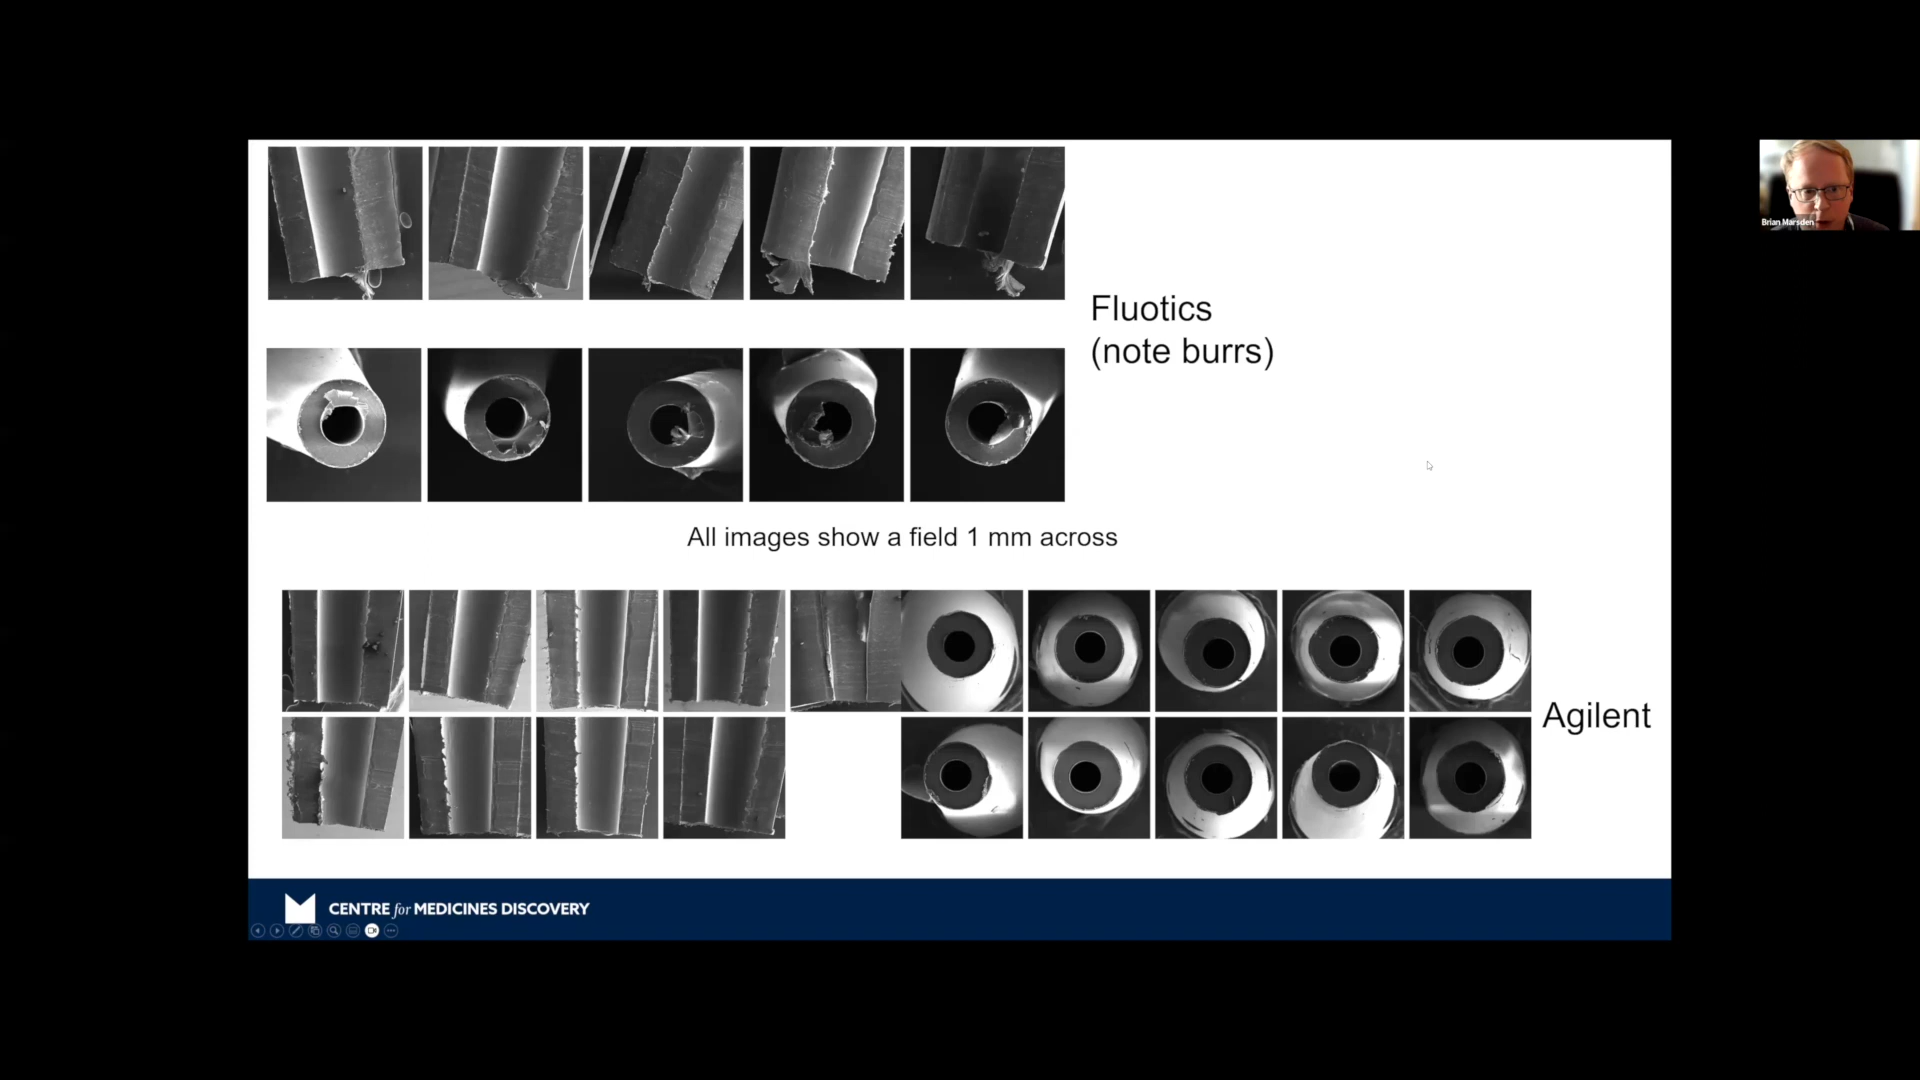 Brian Marsden
Fluotics
(note burrs)
All images show a field 1 mm across
Agilent
CENTRE for MEDICINES DISCOVERY